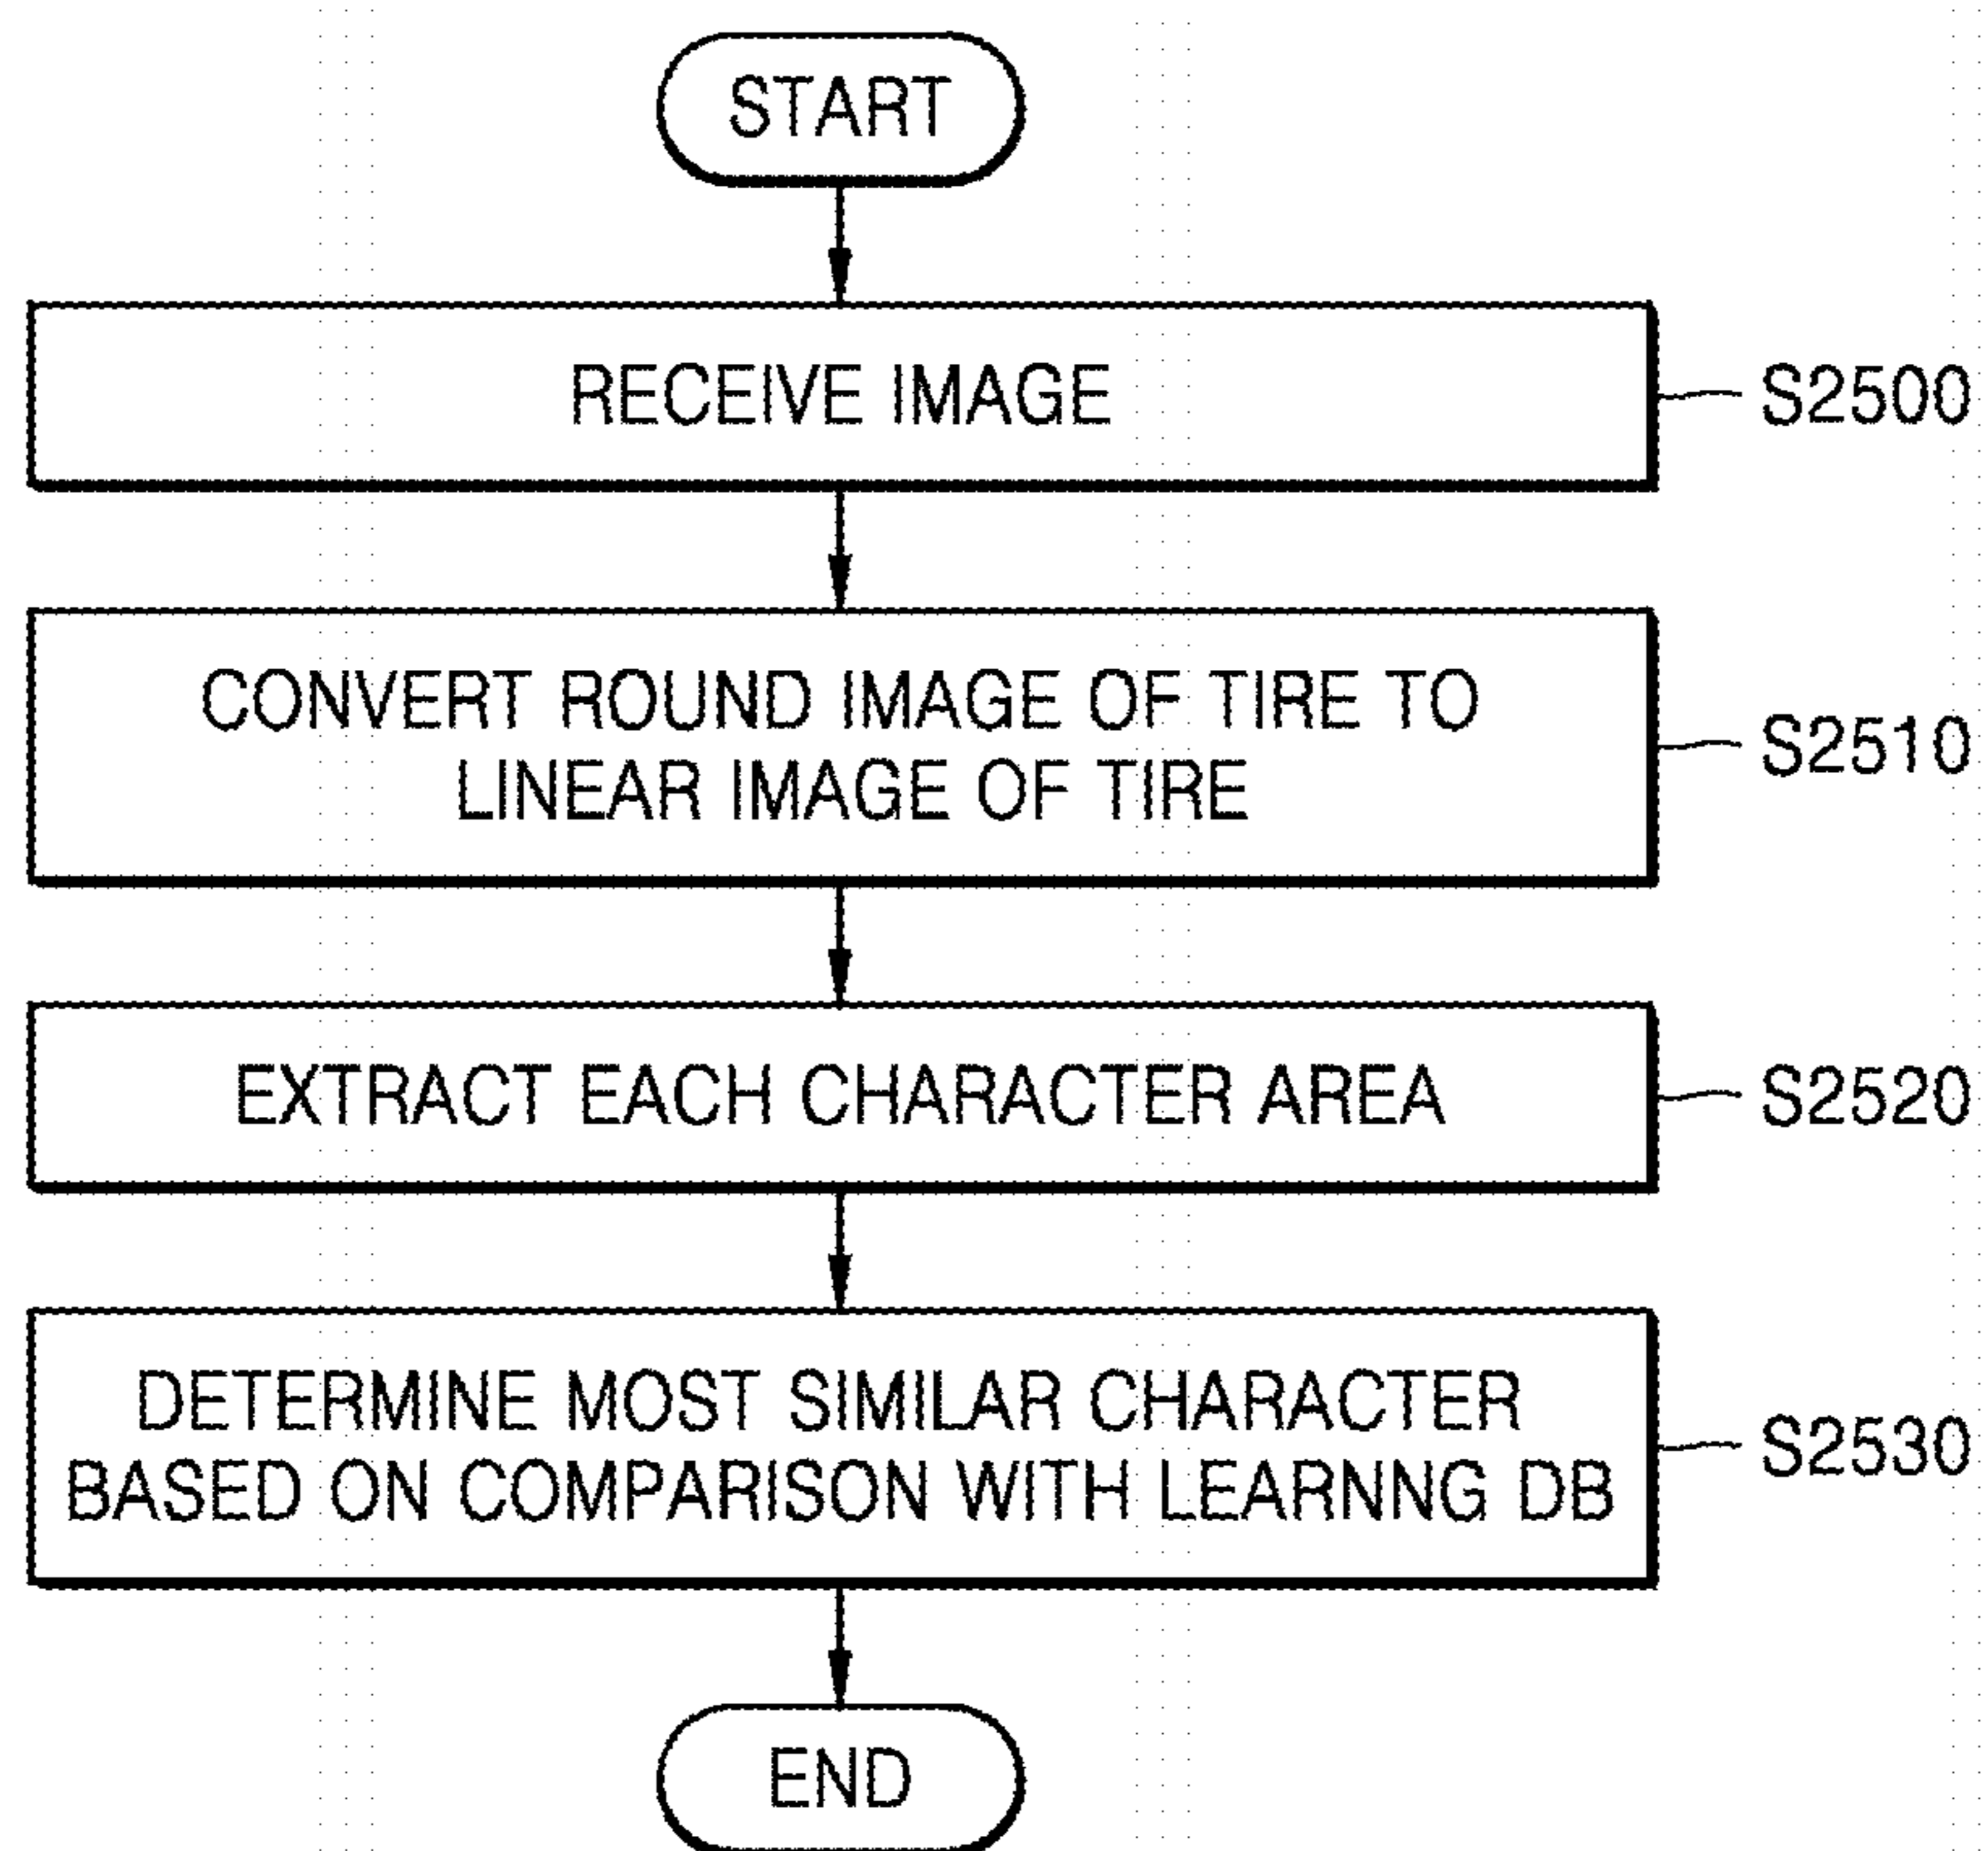 START
RECEIVE IMAGE
S2500
CONVERT ROUND IMAGE OF TIRE TO
LINEAR IMAGE OF TIRE
S2510
EXTRACT EACH CHARACTER AREA
S2520
DETERMINE MOST SIMILAR CHARACTER
BASED ON COMPARISON WITH LEARNNG DB
S2530
END